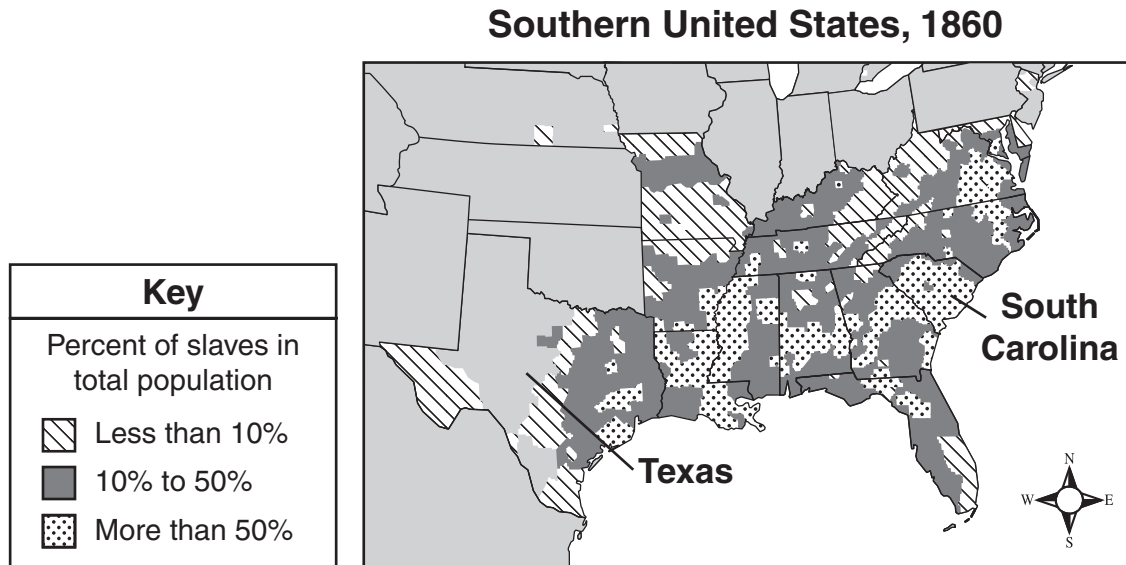 Southern United States, 1860
Key
Percent of slaves in
total population
Less than 10%
10% to 50%
More than 50%
South
Carolina
Texas
N
W E
S